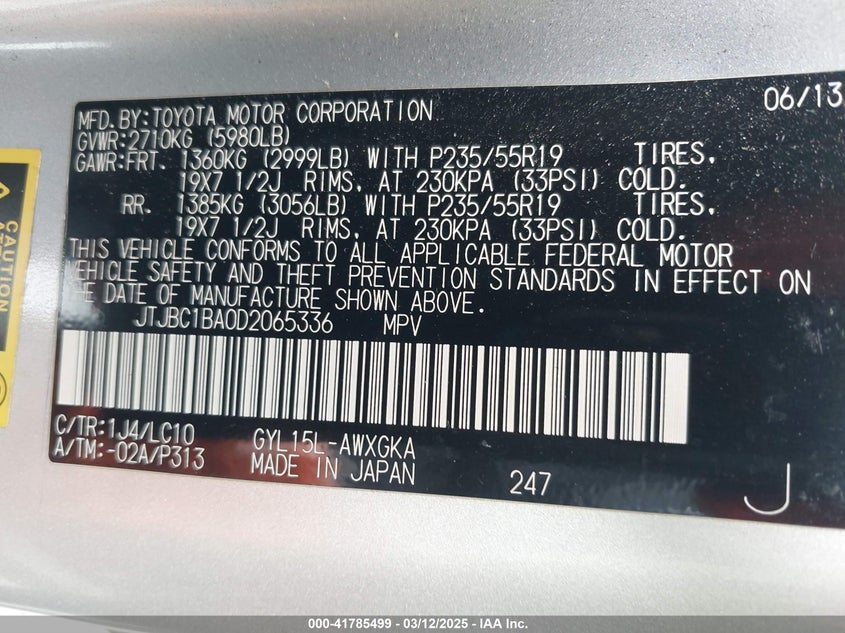 06/13
MFD.BY:TOYOTA MOTOR CORPORATION
GVWR:2710KG (5980LB)
GAWR:FRT. 1360KG (2999LB) WITH P235/55R19 TIRES,
19X7 1/2J RIMS, AT 230KPA (33PSI) COLD.
RR. 1385KG (3056LB) WITH P235/55R19 TIRES,
19X7 1/2J RIMS, AT 230KPA (33PSI) COLD.
THIS VEHICLE CONFORMS TO ALL APPLICABLE FEDERAL MOTOR
VEHICLE SAFETY AND THEFT PREVENTION STANDARDS IN EFFECT ON
THE DATE OF MANUFACTURE SHOWN ABOVE.
JTJBC1BA0D2065336 MPV
C/TR:1J4/LC10 GYL15L-AWXGKA
A/TM:-02A/P313 MADE IN JAPAN
247
J
CAUTION
000-41785499 - 03/12/2025 - IAA Inc.